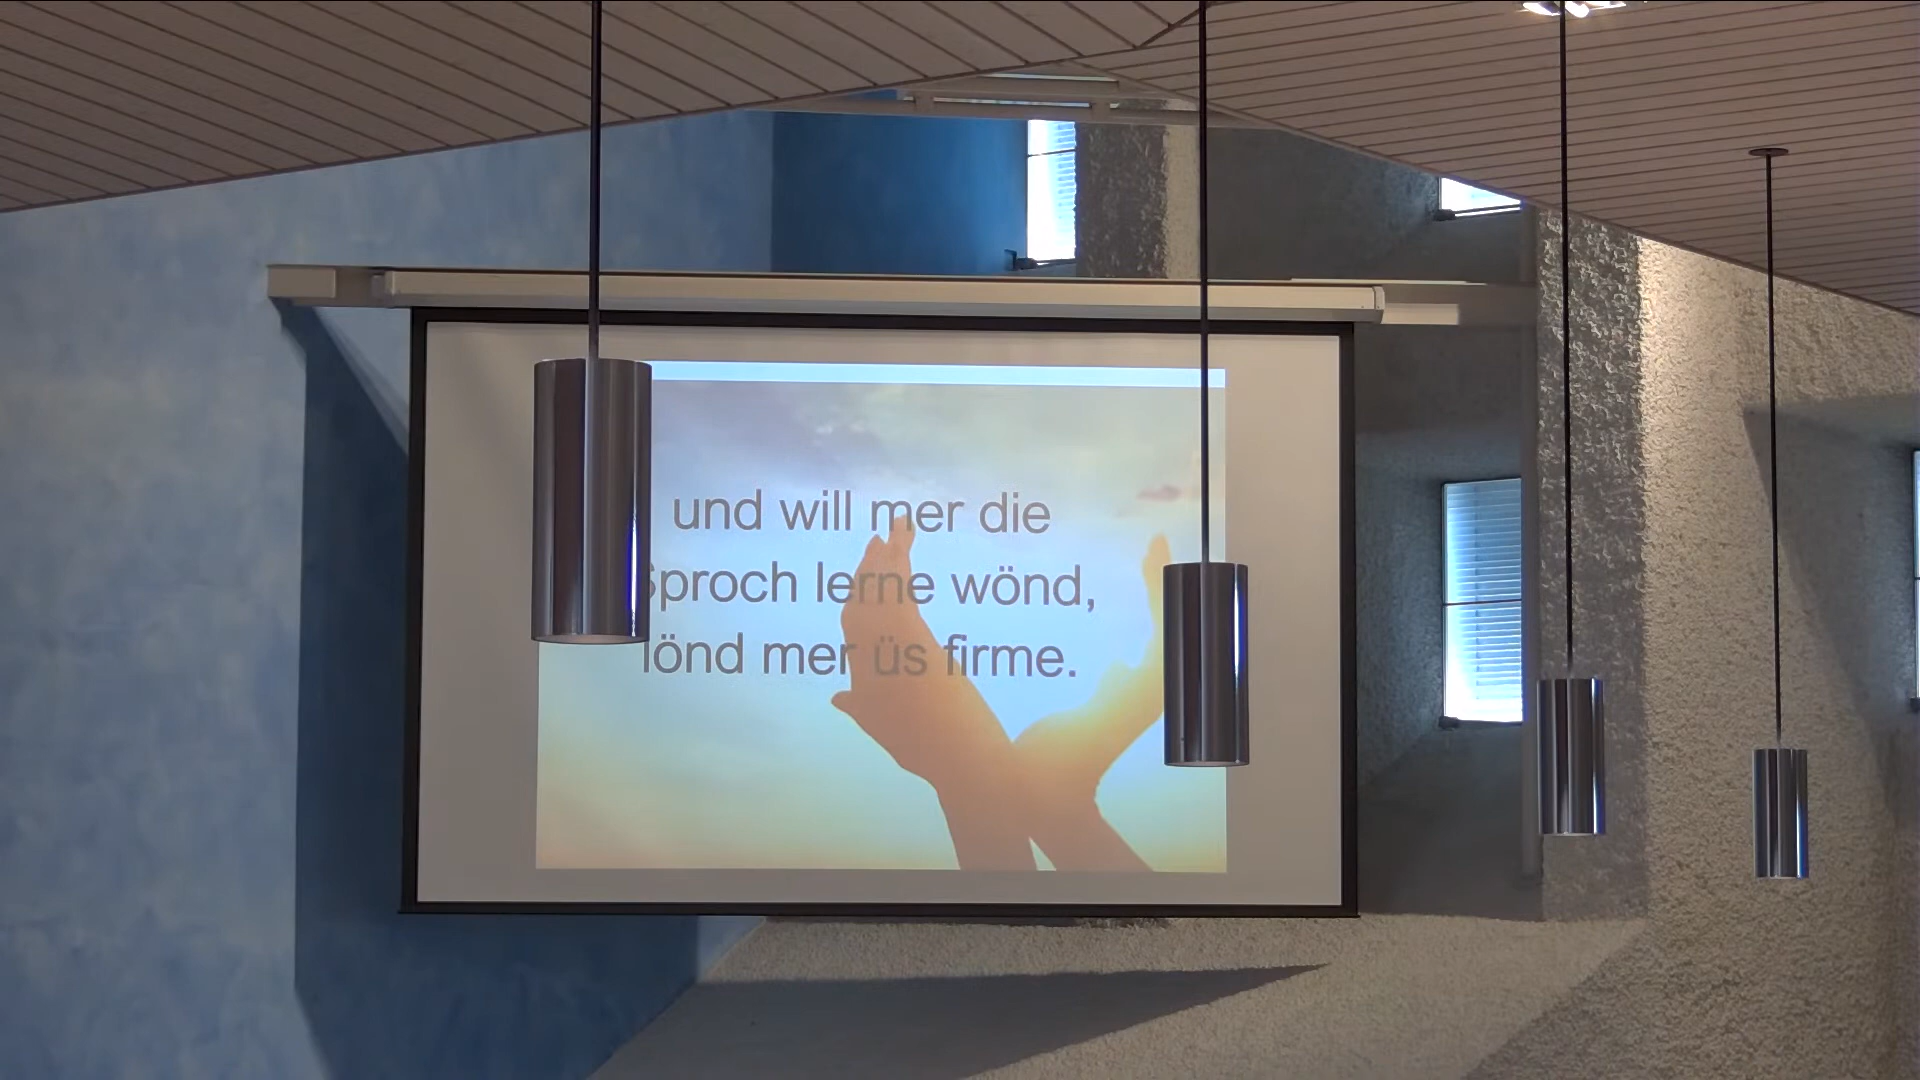 und will mer die
Sproch lerne wönd,
lönd mer üs firme.